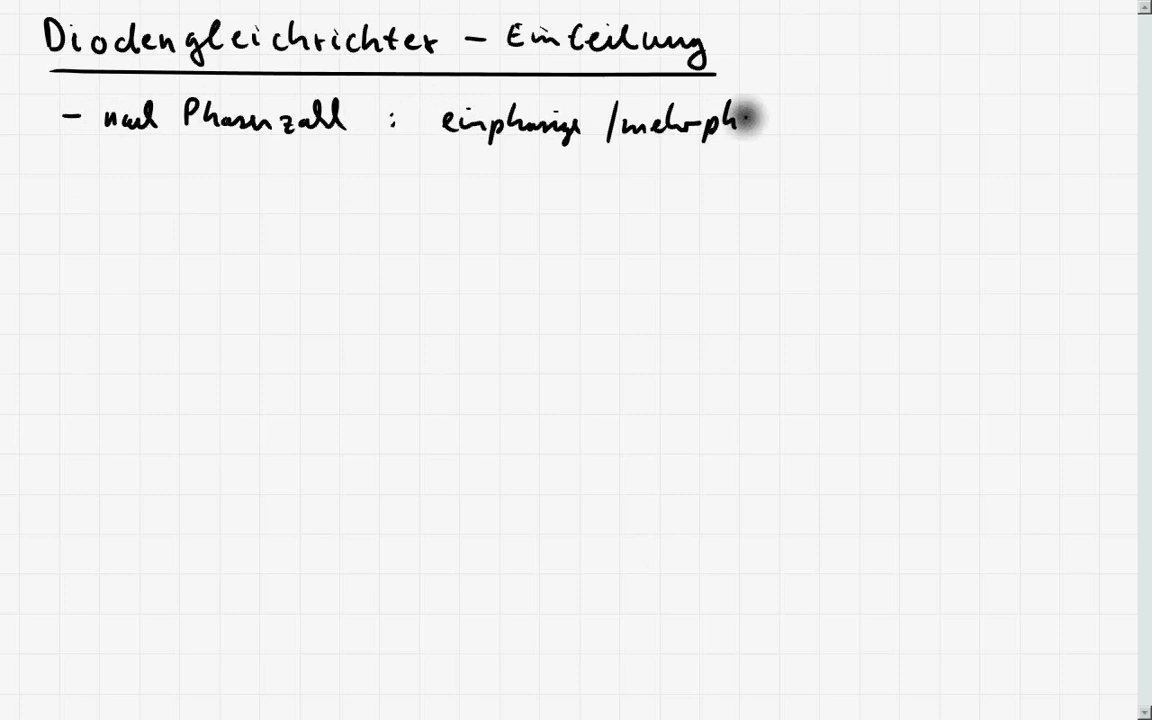 Diodengleichrichter - Einteilung
- nach Phasenzahl : einphasige / mehrph